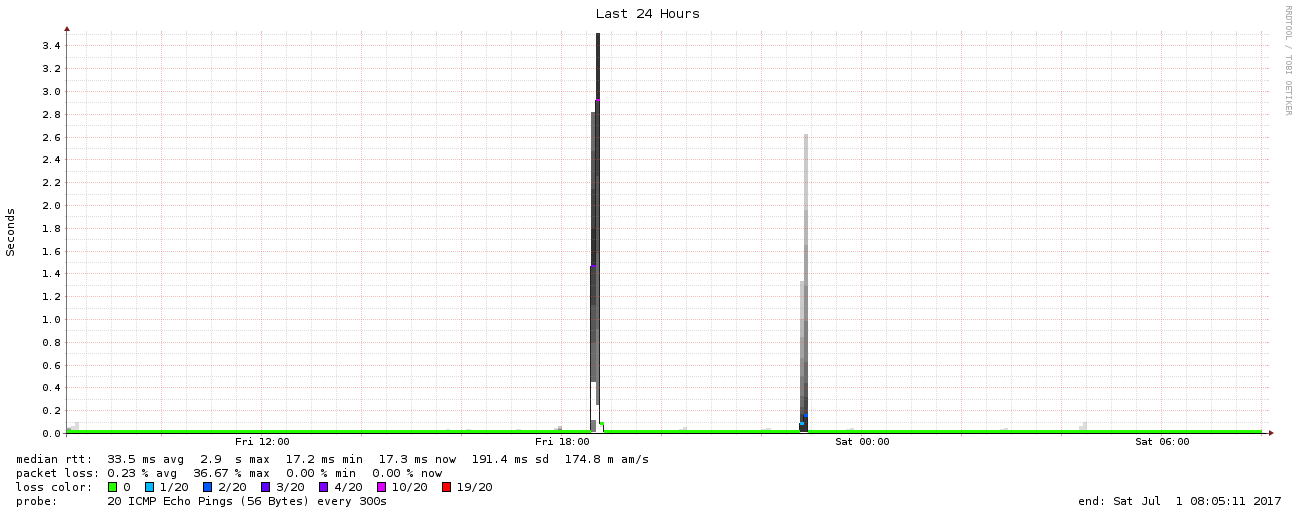 Last 24 Hours
RRDTOOL / TOBI OETIKER
Seconds
3.4
3.2
3.0
2.8
2.6
2.4
2.2
2.0
1.8
1.6
1.4
1.2
1.0
0.8
0.6
0.4
0.2
0.0
Fri 12:00 Fri 18:00 Sat 00:00 Sat 06:00
median rtt: 33.5 ms avg 2.9 s max 17.2 ms min 17.3 ms now 191.4 ms sd 174.8 m am/s
packet loss: 0.23 % avg 36.67 % max 0.00 % min 0.00 % now
loss color: 0 1/20 2/20 3/20 4/20 10/20 19/20
probe: 20 ICMP Echo Pings (56 Bytes) every 300s end: Sat Jul 1 08:05:11 2017